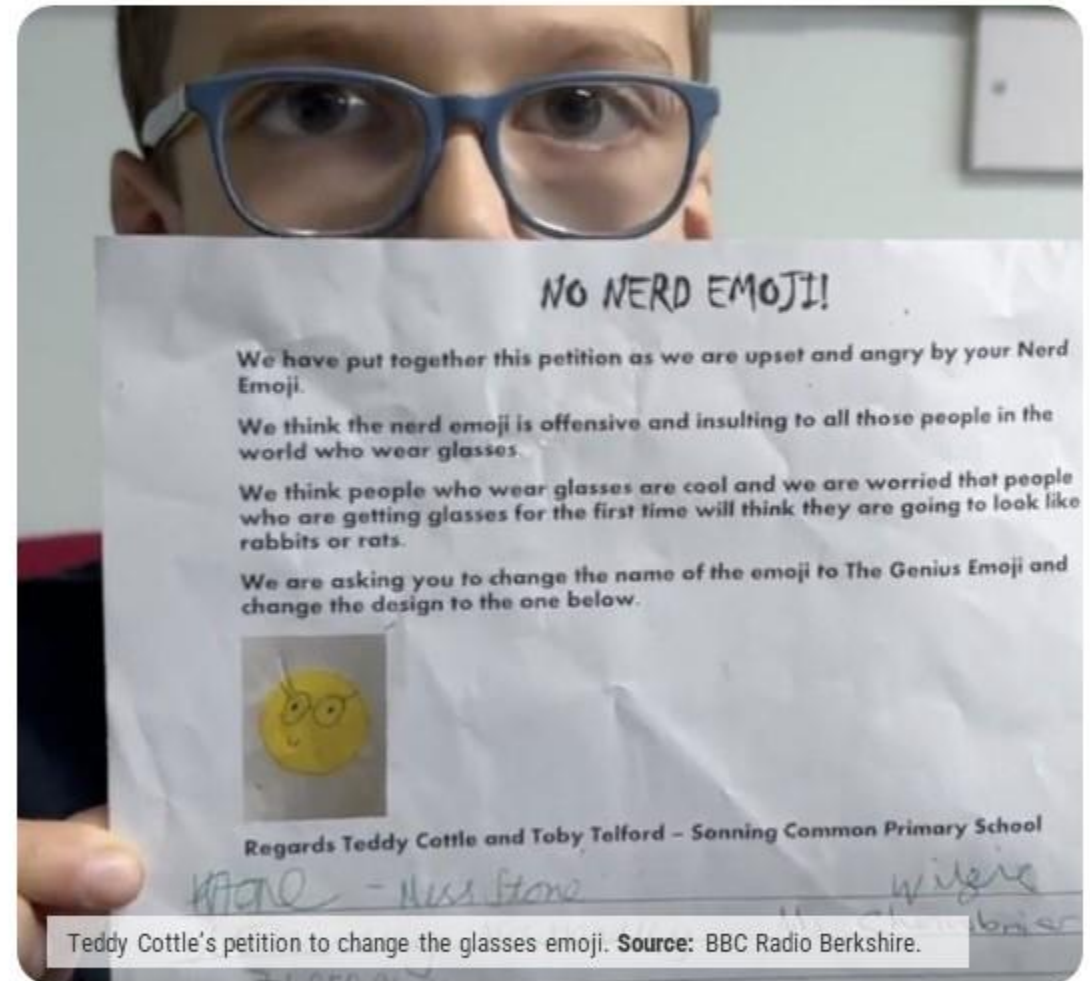 NO NERD EMOJI!
We have put together this petition as we are upset and angry by your Nerd
Emoji.
We think the nerd emoji is offensive and insulting to all those people in the
world who wear glasses.
We think people who wear glasses are cool and we are worried that people
who are getting glasses for the first time will think they are going to look like
rabbits or rats.
We are asking you to change the name of the emoji to The Genius Emoji and
change the design to the one below.
Regards Teddy Cottle and Toby Telford – Sonning Common Primary School
- Miss Stone
Teddy Cottle's petition to change the glasses emoji. Source: BBC Radio Berkshire.